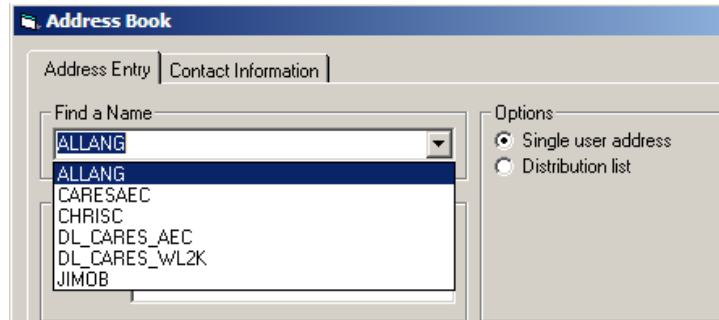 Address Book
Address Entry
Contact Information
Find a Name
ALLANG
ALLANG
CARESAEC
CHRISC
DL_CARES_AEC
DL_CARES_WL2K
JIMOB
Options
Single user address
Distribution list